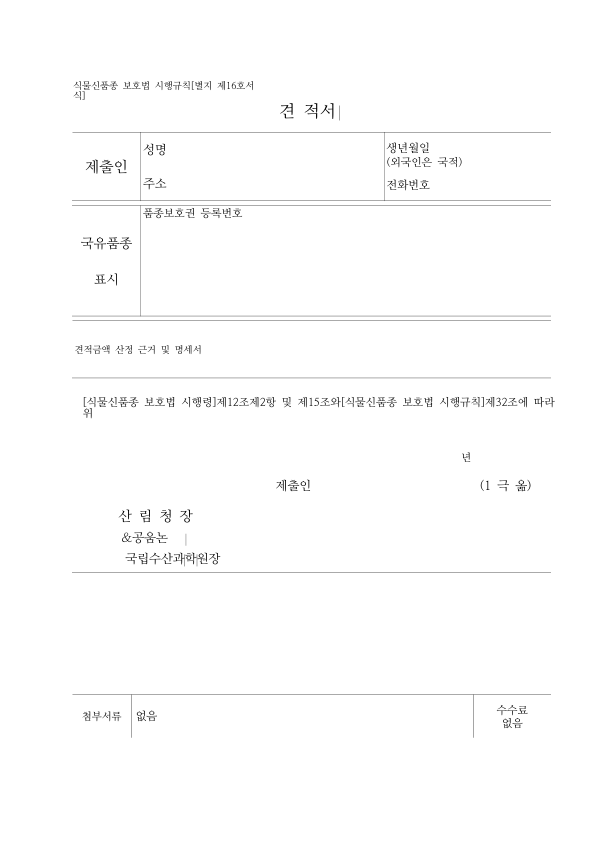 식물신품종 보호법 시행규칙[별지 제16호서
식]
견 적서
제출인
성명
생년월일
(외국인은 국적)
주소
전화번호
국유품종
표시
품종보호권 등록번호
견적금액 산정 근거 및 명세서
[식물신품종 보호법 시행령]제12조제2항 및 제15조와[식물신품종 보호법 시행규칙]제32조에 따라
위
년
제출인 (1 극 옮)
산 림 청 장
&공움논
국립수산과학원장
첨부서류
없음
수수료
없음